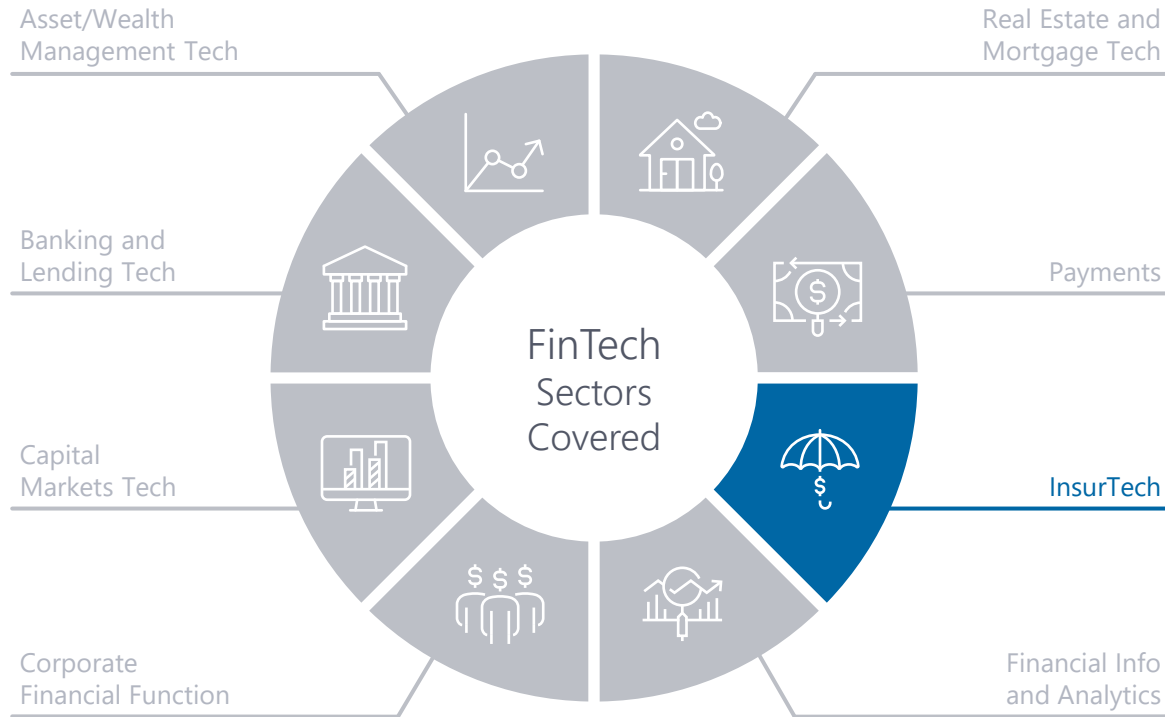 Asset/Wealth
Management Tech
Real Estate and
Mortgage Tech
Banking and
Lending Tech
Payments
FinTech
Sectors
Covered
Capital
Markets Tech
$
$
InsurTech
$ $ $
Corporate
Financial Function
Financial Info
and Analytics